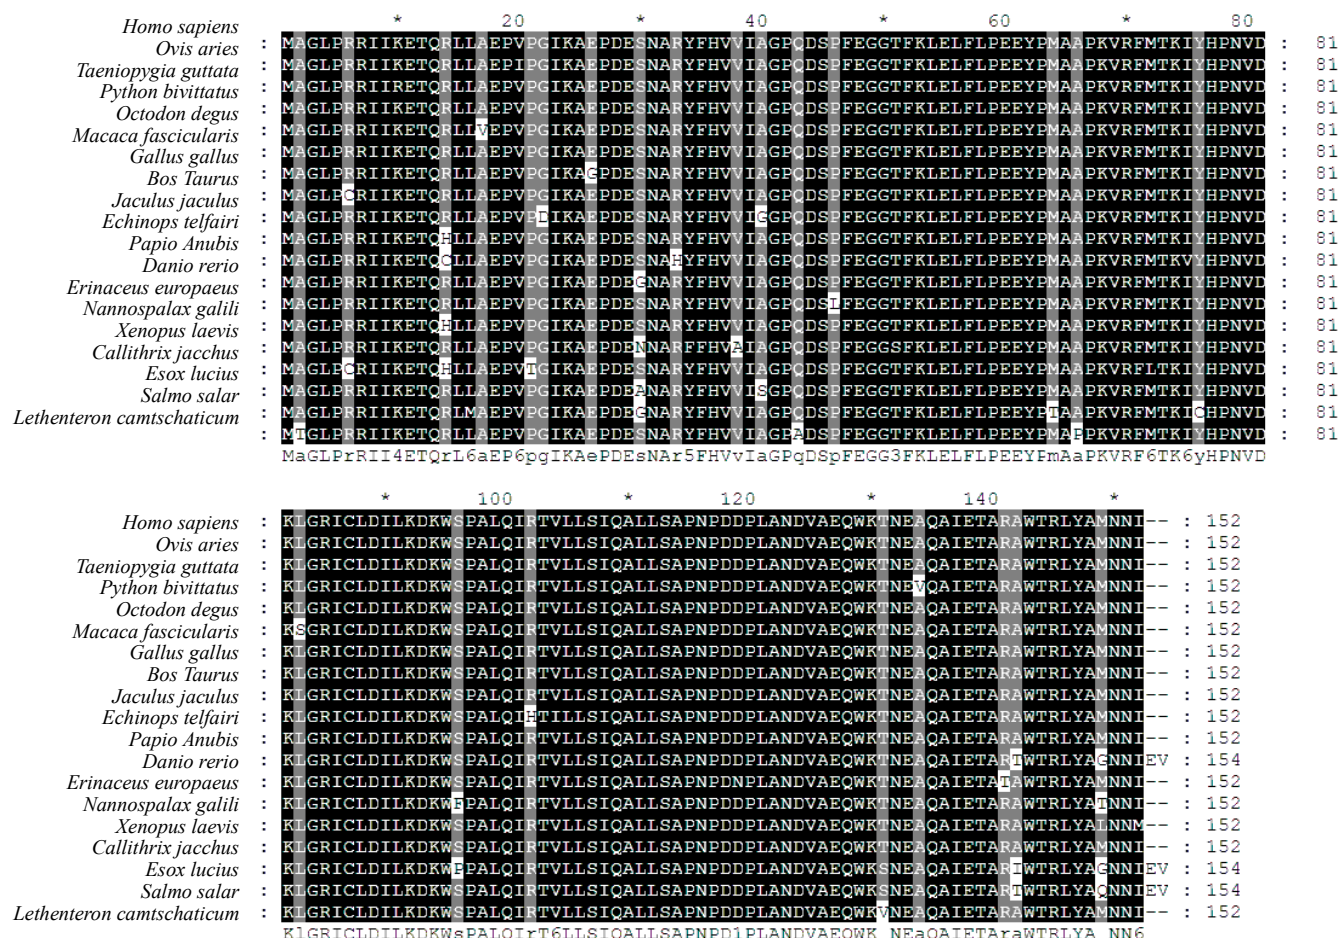 * 20 * 40 * 60 * 80
Homo sapiens : MAGLPRRIIKETQRLLAEPVPGIKAEPDESNARYFHVVIAGPQDSPFEGGTFKLELFLPEEYPMAAPKVRFMTKIYHPNVD : 81
Ovis aries : MAGLPRRIIKETQRLLAEPIPGIKAEPDESNARYFHVVIAGPQDSPFEGGTFKLELFLPEEYPMAAPKVRFMTKIYHPNVD : 81
Taeniopygia guttata : MAGLPRRIIRETQRLLAEPVPGIKAEPDESNARYFHVVIAGPQDSPFEGGTFKLELFLPEEYPMAAPKVRFMTKIYHPNVD : 81
Python bivittatus : MAGLPRRIIKETQRLLAEPVPGIKAEPDESNARYFHVVIAGPQDSPFEGGTFKLELFLPEEYPMAAPKVRFMTKIYHPNVD : 81
Octodon degus : MAGLPRRIIKETQRLLVEPVPGIKAEPDESNARYFHVVIAGPQDSPFEGGTFKLELFLPEEYPMAAPKVRFMTKIYHPNVD : 81
Macaca fascicularis : MAGLPRRIIKETQRLLAEPVPGIKAEPDESNARYFHVVIAGPQDSPFEGGTFKLELFLPEEYPMAAPKVRFMTKIYHPNVD : 81
Gallus gallus : MAGLPRRIIKETQRLLAEPVPGIKAGPDESNARYFHVVIAGPQDSPFEGGTFKLELFLPEEYPMAAPKVRFMTKIYHPNVD : 81
Bos Taurus : MAGLPCRIIKETQRLLAEPVPGIKAEPDESNARYFHVVIAGPQDSPFEGGTFKLELFLPEEYPMAAPKVRFMTKIYHPNVD : 81
Jaculus jaculus : MAGLPRRIIKETQRLLAEPVPDIKAEPDESNARYFHVVIGGPQDSPFEGGTFKLELFLPEEYPMAAPKVRFMTKIYHPNVD : 81
Echinops telfairi : MAGLPRRIIKETQHLLAEPVPGIKAEPDESNARYFHVVIAGPQDSPFEGGTFKLELFLPEEYPMAAPKVRFMTKIYHPNVD : 81
Papio Anubis : MAGLPRRIIKETQCLLAEPVPGIKAEPDESNAHYFHVVIAGPQDSPFEGGTFKLELFLPEEYPMAAPKVRFMTKVYHPNVD : 81
Danio rerio : MAGLPRRIIKETQRLLAEPVPGIKAEPDEGNARYFHVVIAGPQDSPFEGGTFKLELFLPEEYPMAAPKVRFMTKIYHPNVD : 81
Erinaceus europaeus : MAGLPRRIIKETQRLLAEPVPGIKAEPDESNARYFHVVIAGPQDSLFEGGTFKLELFLPEEYPMAAPKVRFMTKIYHPNVD : 81
Nannospalax galili : MAGLPRRIIKETQHLLAEPVPGIKAEPDESNARYFHVVIAGPQDSPFEGGTFKLELFLPEEYPMAAPKVRFMTKIYHPNVD : 81
Xenopus laevis : MAGLPRRIIKETQRLLAEPVPGIKAEPDENNARFFHVAIAGPQDSPFEGGSFKLELFLPEEYPMAAPKVRFMTKIYHPNVD : 81
Callithrix jacchus : MAGLPCRIIKETQHLLAEPVTGIKAEPDESNARYFHVVIAGPQDSPFEGGTFKLELFLPEEYPMAAPKVRFLTKIYHPNVD : 81
Esox lucius : MAGLPRRIIKETQRLLAEPVPGIKAEPDEANARYFHVVISGPQDSPFEGGTFKLELFLPEEYPMAAPKVRFMTKIYHPNVD : 81
Salmo salar : MAGLPRRIIKETQRLMAEPVPGIKAEPDEGNARYFHVVIAGPQDSPFEGGTFKLELFLPEEYPTAAPKVRFMTKICHPNVD : 81
Lethenteron camtschaticum : MTGLPRRIIKETQRLLAEPVPGIKAEPDESNARYFHVVIAGPADSPFEGGTFKLELFLPEEYPMAPPKVRFMTKIYHPNVD : 81
MaGLPrRII4ETQrL6aEP6pgIKAePDEsNAr5FHVvIaGPqDSpFEGG3FKLELFLPEEYPmAaPKVRF6TK6yHPNVD
* 100 * 120 * 140 *
Homo sapiens : KLGRICLDILKDKWSPALQIRTVLLSIQALLSAPNPDDPLANDVAEQWKTNEAQAIETARAWTRLYAMNNI-- : 152
Ovis aries : KLGRICLDILKDKWSPALQIRTVLLSIQALLSAPNPDDPLANDVAEQWKTNEAQAIETARAWTRLYAMNNI-- : 152
Taeniopygia guttata : KLGRICLDILKDKWSPALQIRTVLLSIQALLSAPNPDDPLANDVAEQWKTNEAQAIETARAWTRLYAMNNI-- : 152
Python bivittatus : KLGRICLDILKDKWSPALQIRTVLLSIQALLSAPNPDDPLANDVAEQWKTNEVQAIETARAWTRLYAMNNI-- : 152
Octodon degus : KLGRICLDILKDKWSPALQIRTVLLSIQALLSAPNPDDPLANDVAEQWKTNEAQAIETARAWTRLYAMNNI-- : 152
Macaca fascicularis : KSGRICLDILKDKWSPALQIRTVLLSIQALLSAPNPDDPLANDVAEQWKTNEAQAIETARAWTRLYAMNNI-- : 152
Gallus gallus : KLGRICLDILKDKWSPALQIRTVLLSIQALLSAPNPDDPLANDVAEQWKTNEAQAIETARAWTRLYAMNNI-- : 152
Bos Taurus : KLGRICLDILKDKWSPALQIRTVLLSIQALLSAPNPDDPLANDVAEQWKTNEAQAIETARAWTRLYAMNNI-- : 152
Jaculus jaculus : KLGRICLDILKDKWSPALQIRTVLLSIQALLSAPNPDDPLANDVAEQWKTNEAQAIETARAWTRLYAMNNI-- : 152
Echinops telfairi : KLGRICLDILKDKWSPALQIHTILLSIQALLSAPNPDDPLANDVAEQWKTNEAQAIETARAWTRLYAMNNI-- : 152
Papio Anubis : KLGRICLDILKDKWSPALQIRTVLLSIQALLSAPNPDDPLANDVAEQWKTNEAQAIETARAWTRLYAMNNI-- : 152
Danio rerio : KLGRICLDILKDKWSPALQIRTVLLSIQALLSAPNPDDPLANDVAEQWKSNEAQAIETARTWTRLYAGNNIEV : 154
Erinaceus europaeus : KLGRICLDILKDKWSPALQIRTVLLSIQALLSAPNPDNPLANDVAEQWKTNEAQAIETATAWTRLYAMNNI-- : 152
Nannospalax galili : KLGRICLDILKDKWFPALQIRTVLLSIQALLSAPNPDDPLANDVAEQWKTNEAQAIETARAWTRLYATNNI-- : 152
Xenopus laevis : KLGRICLDILKDKWSPALQIRTVLLSIQALLSAPNPDDPLANDVAEQWKTNEAQAIETARAWTRLYALNNM-- : 152
Callithrix jacchus : KLGRICLDILKDKWSPALQIRTVLLSIQALLSAPNPDDPLANDVAEQWKTNEAQAIETARAWTRLYAMNNI-- : 152
Esox lucius : KLGRICLDILKDKWPPALQIRTVLLSIQALLSAPNPDDPLANDVAEQWKSNEAQAIETARIWTRLYAGNNIEV : 154
Salmo salar : KLGRICLDILKDKWSPALQIRTVLLSIQALLSAPNPDDPLANDVAEQWKSNEAQAIETARTWTRLYAQNNIEV : 154
Lethenteron camtschaticum : KLGRICLDILKDKWSPALQIRTVLLSIQALLSAPNPDDPLANDVAEQWKVNEAQAIETARAWTRLYAMNNI-- : 152
KlGRICLDILKDKWsPALQIrT6LLSIQALLSAPNPD1PLANDVAEQWK NEaQAIETAraWTRLYA NN6